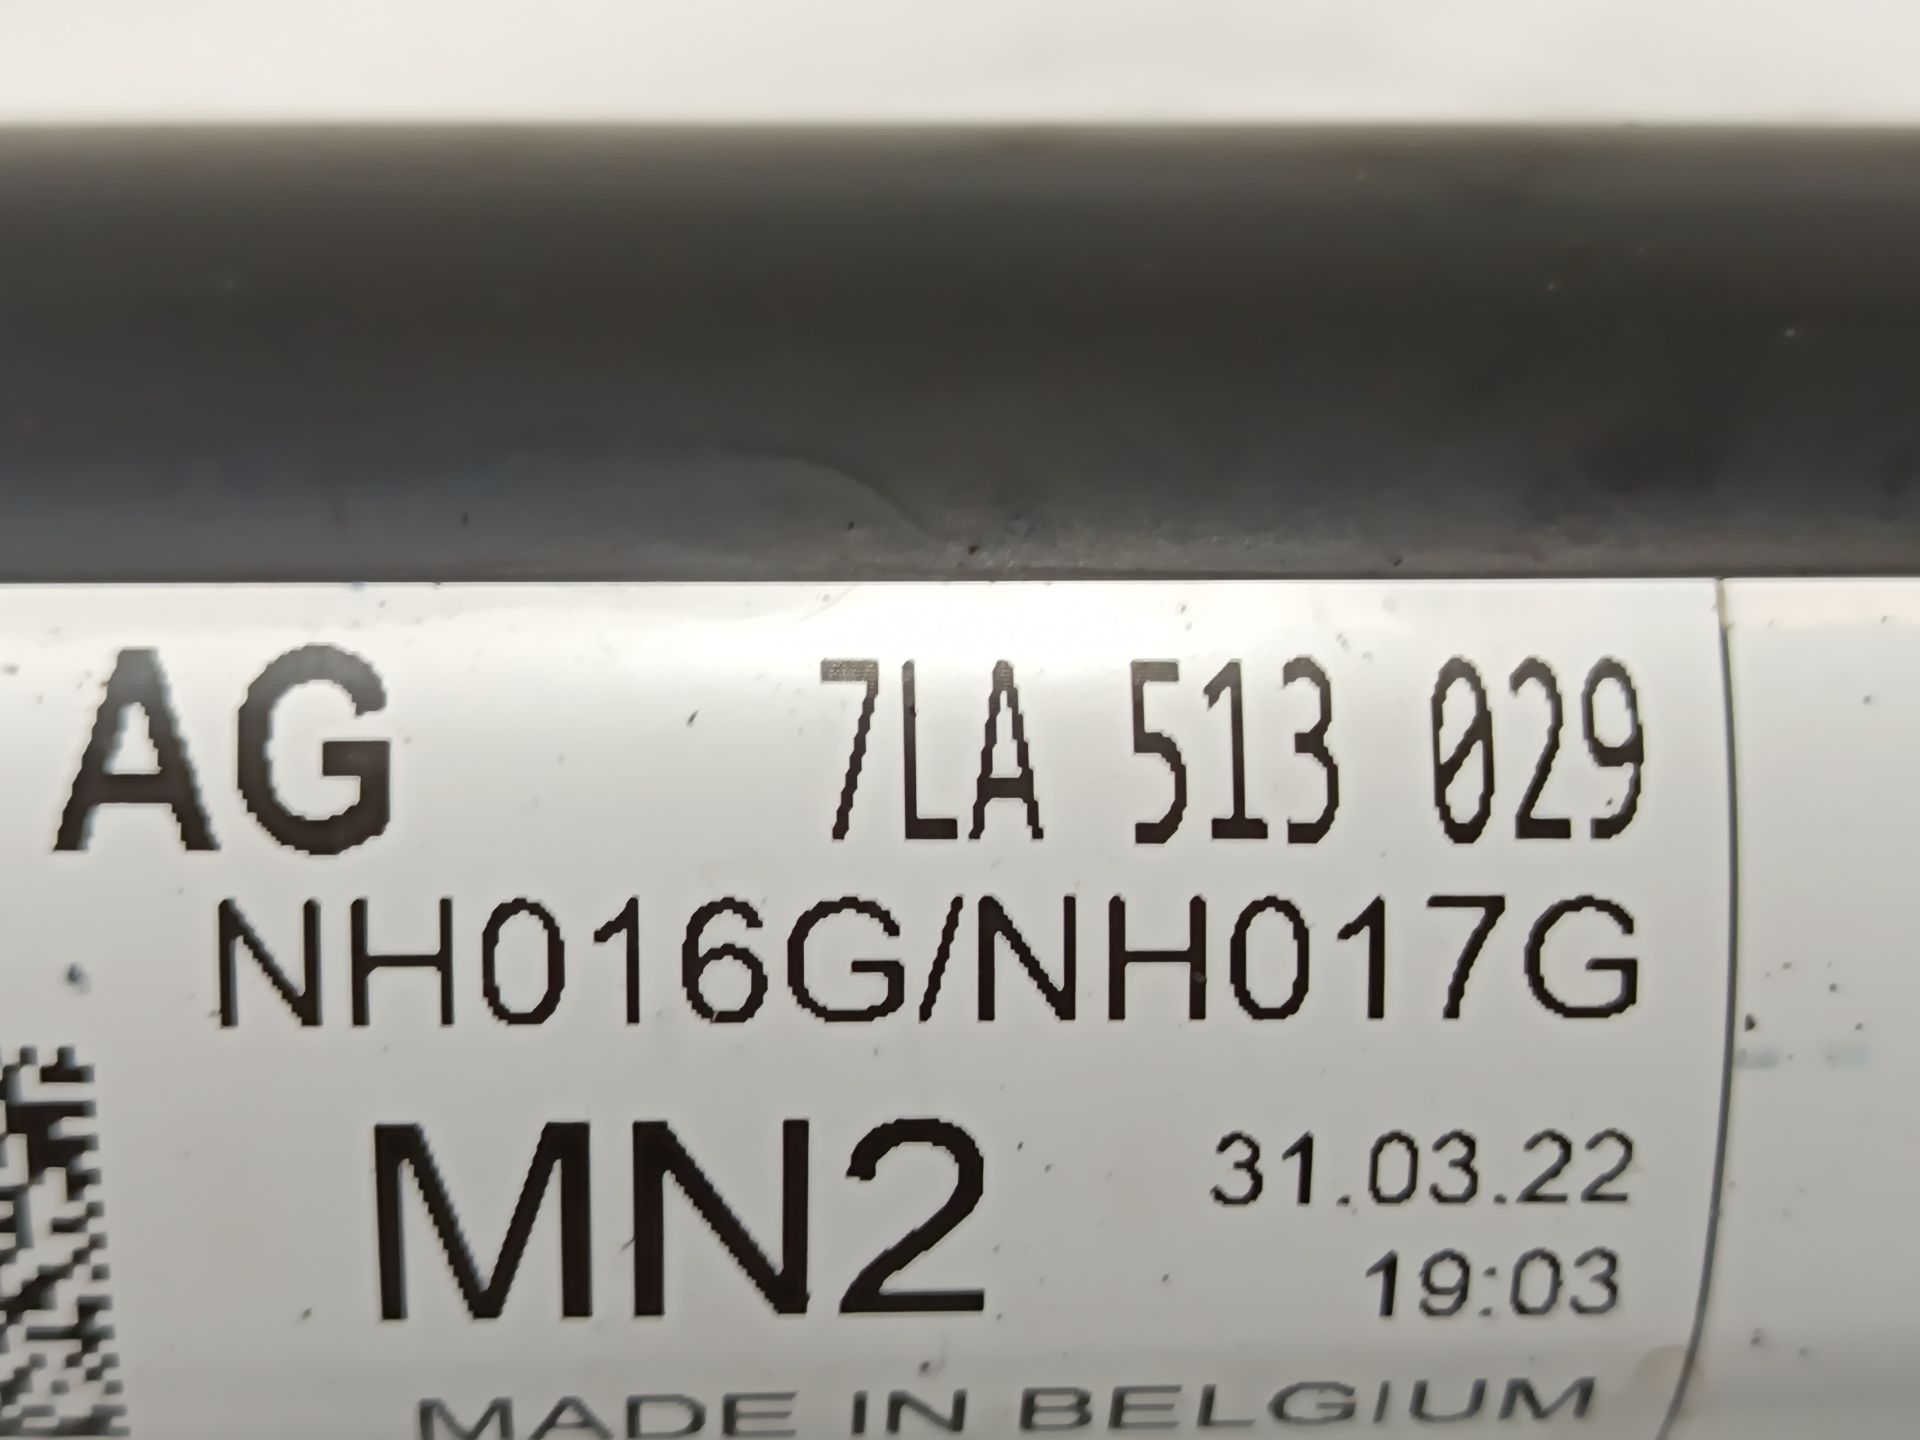 AG 7LA 513 029
NH016G/NH017G
MN2 31.03.22
19:03
MADE IN BELGIUM